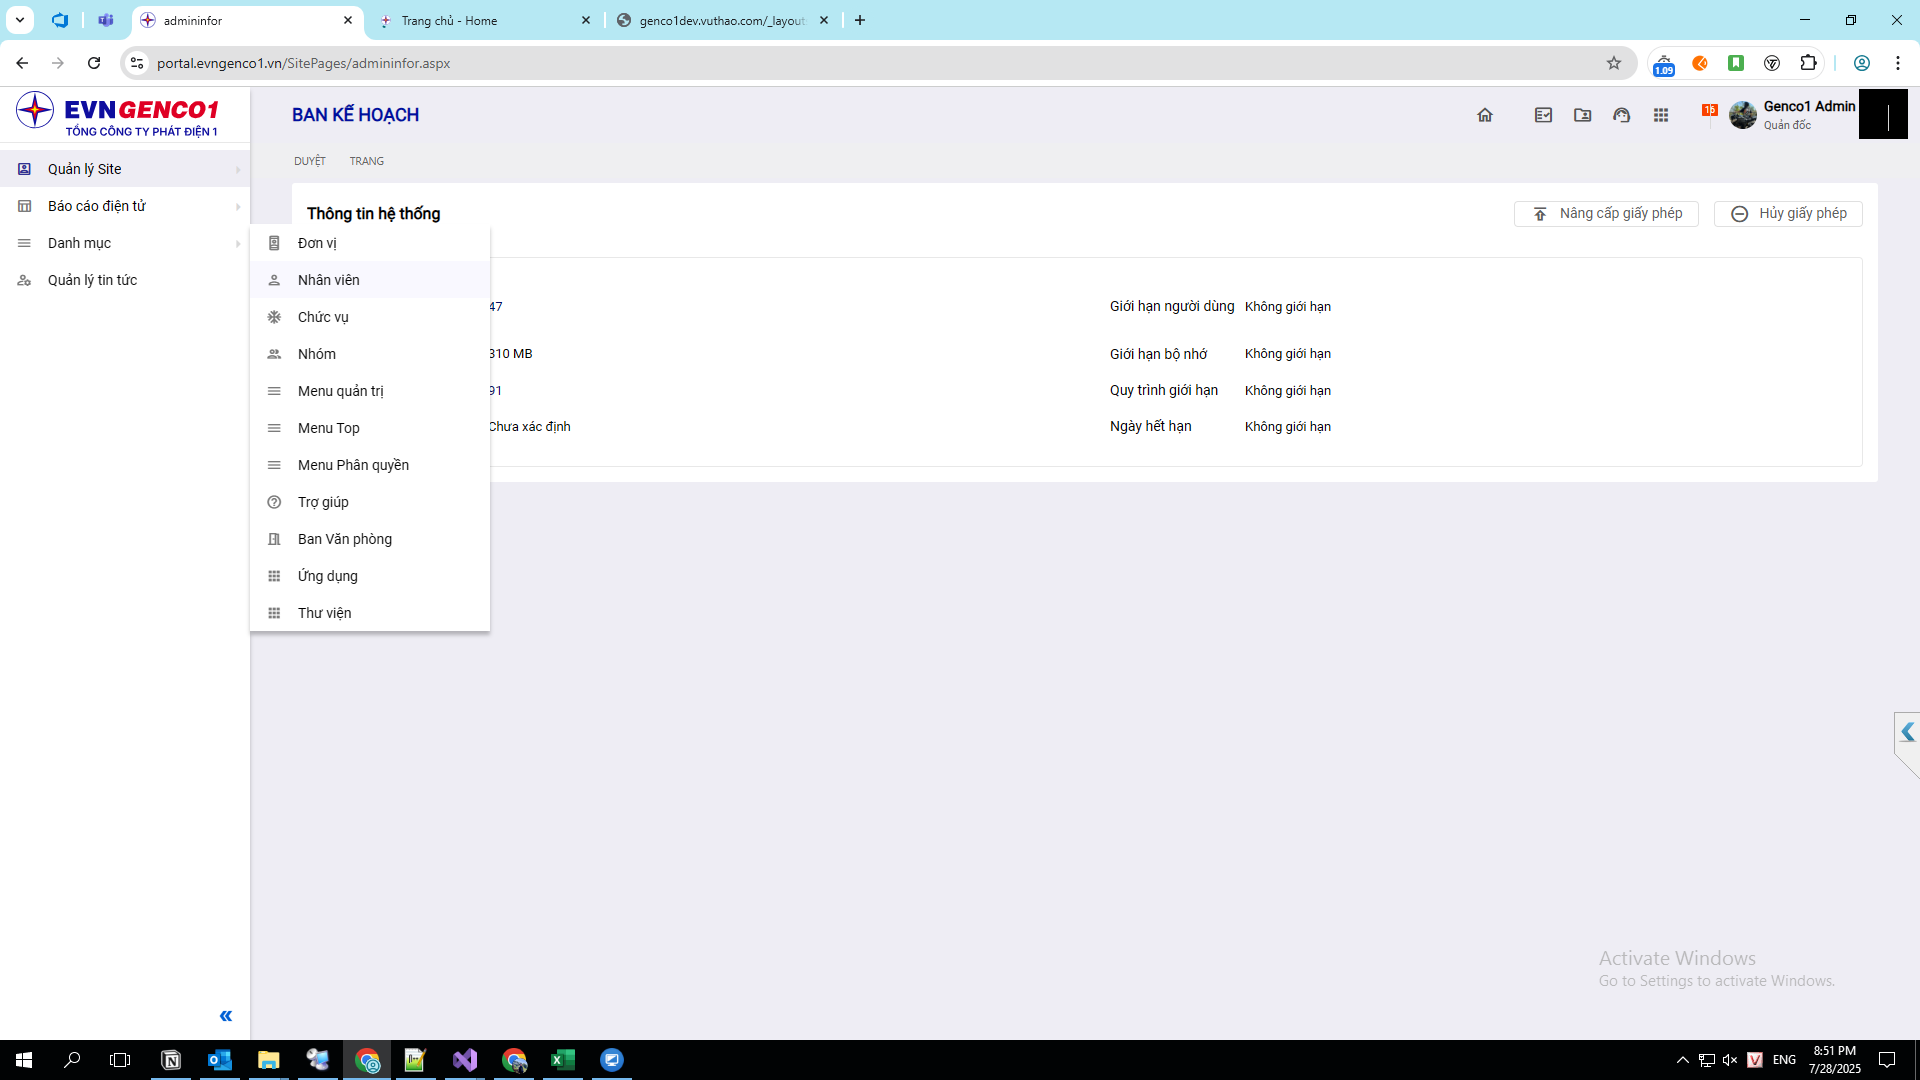 admininfor
Trang chủ - Home
genco1dev.vuthao.com/_layout
portal.evngenco1.vn/SitePages/admininfor.aspx
1.09
EVNGENCO1
TỔNG CÔNG TY PHÁT ĐIỆN 1
BAN KẾ HOẠCH
16
Genco1 Admin
Quản đốc
DUYỆT
TRANG
Quản lý Site
Báo cáo điện tử
Danh mục
Quản lý tin tức
Thông tin hệ thống
Nâng cấp giấy phép
Hủy giấy phép
Đơn vị
Nhân viên
Chức vụ
Nhóm
Menu quản trị
Menu Top
Menu Phân quyền
Trợ giúp
Ban Văn phòng
Ứng dụng
Thư viện
47
Giới hạn người dùng
Không giới hạn
310 MB
Giới hạn bộ nhớ
Không giới hạn
91
Quy trình giới hạn
Không giới hạn
Chưa xác định
Ngày hết hạn
Không giới hạn
Activate Windows
Go to Settings to activate Windows.
ENG
8:51 PM
7/28/2025